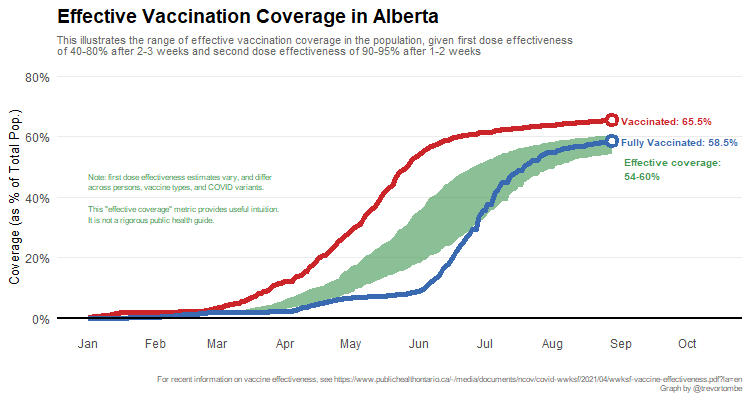 Effective Vaccination Coverage in Alberta
This illustrates the range of effective vaccination coverage in the population, given first dose effectiveness
of 40-80% after 2-3 weeks and second dose effectiveness of 90-95% after 1-2 weeks
Coverage (as % of Total Pop.)
80%
60%
40%
20%
0%
Vaccinated: 65.5%
Fully Vaccinated: 58.5%
Effective coverage:
54-60%
Note: first dose effectiveness estimates vary, and differ
across persons, vaccine types, and COVID variants.
This "effective coverage" metric provides useful intuition.
It is not a rigorous public health guide.
Jan Feb Mar Apr May Jun Jul Aug Sep Oct
For recent information on vaccine effectiveness, see https://www.publichealthontario.ca/-/media/documents/ncov/covid-wwksf/2021/04/wwksf-vaccine-effectiveness.pdf?la=en
Graph by @trevortombe